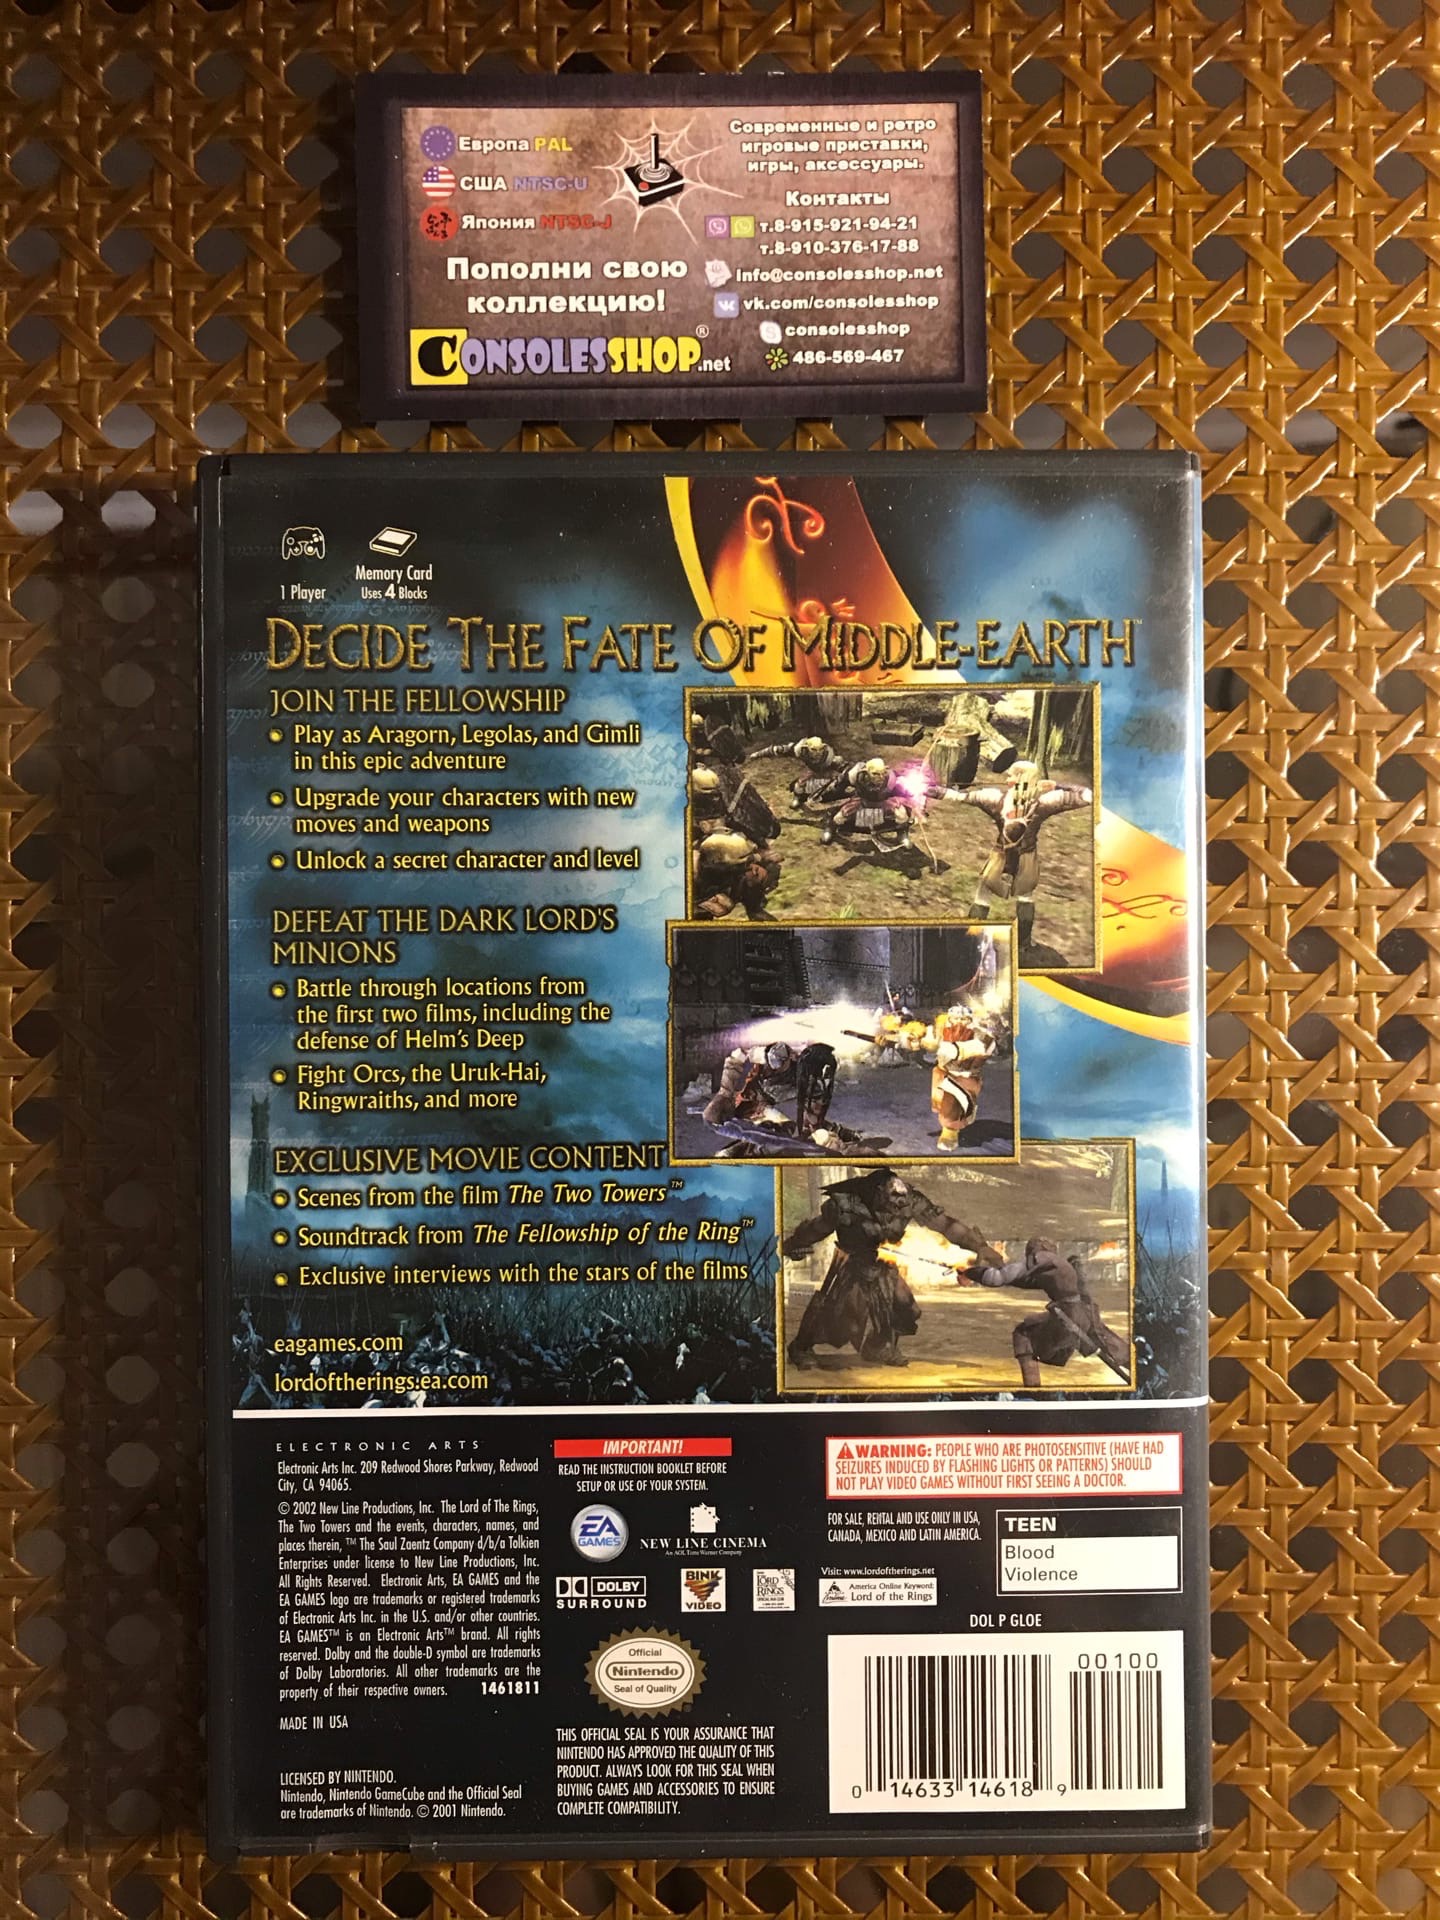 Европа PAL
США NTSC-U
Япония NTSC-J
Пополни свою
коллекцию!
CONSOLESSHOP.net
®
Современные и ретро
игровые приставки,
игры, аксессуары.
Контакты
т.8-915-921-94-21
т.8-910-376-17-88
info@consolesshop.net
vk.com/consolesshop
consolesshop
486-569-467
1 Player
Memory Card
Uses 4 Blocks
DECIDE THE FATE OF MIDDLE-EARTH™
JOIN THE FELLOWSHIP
Play as Aragorn, Legolas, and Gimli
in this epic adventure
Upgrade your characters with new
moves and weapons
Unlock a secret character and level
DEFEAT THE DARK LORD'S
MINIONS
Battle through locations from
the first two films, including the
defense of Helm's Deep
Fight Orcs, the Uruk-Hai,
Ringwraiths, and more
EXCLUSIVE MOVIE CONTENT
Scenes from the film The Two Towers™
Soundtrack from The Fellowship of the Ring™
Exclusive interviews with the stars of the films
eagames.com
lordoftherings.ea.com
ELECTRONIC ARTS
Electronic Arts Inc. 209 Redwood Shores Parkway, Redwood
City, CA 94065.
© 2002 New Line Productions, Inc. The Lord of The Rings,
The Two Towers and the events, characters, names, and
places therein, ™ The Saul Zaentz Company d/b/a Tolkien
Enterprises under license to New Line Productions, Inc.
All Rights Reserved. Electronic Arts, EA GAMES and the
EA GAMES logo are trademarks or registered trademarks
of Electronic Arts Inc. in the U.S. and/or other countries.
EA GAMES™ is an Electronic Arts™ brand. All rights
reserved. Dolby and the double-D symbol are trademarks
of Dolby Laboratories. All other trademarks are the
property of their respective owners. 1461811
MADE IN USA
LICENSED BY NINTENDO.
Nintendo, Nintendo GameCube and the Official Seal
are trademarks of Nintendo. © 2001 Nintendo.
IMPORTANT!
READ THE INSTRUCTION BOOKLET BEFORE
SETUP OR USE OF YOUR SYSTEM.
EA
GAMES
NEW LINE CINEMA
An AOL Time Warner Company
DOLBY
SURROUND
BINK
VIDEO
LORD
OF THE
RINGS
Official
Nintendo
Seal of Quality
THIS OFFICIAL SEAL IS YOUR ASSURANCE THAT
NINTENDO HAS APPROVED THE QUALITY OF THIS
PRODUCT. ALWAYS LOOK FOR THIS SEAL WHEN
BUYING GAMES AND ACCESSORIES TO ENSURE
COMPLETE COMPATIBILITY.
WARNING: PEOPLE WHO ARE PHOTOSENSITIVE (HAVE HAD
SEIZURES INDUCED BY FLASHING LIGHTS OR PATTERNS) SHOULD
NOT PLAY VIDEO GAMES WITHOUT FIRST SEEING A DOCTOR.
FOR SALE, RENTAL AND USE ONLY IN USA,
CANADA, MEXICO AND LATIN AMERICA.
Visit: www.lordoftherings.net
America Online Keyword:
Lord of the Rings
TEEN
Blood
Violence
DOL P GLOE
00100
0 14633 14618 9